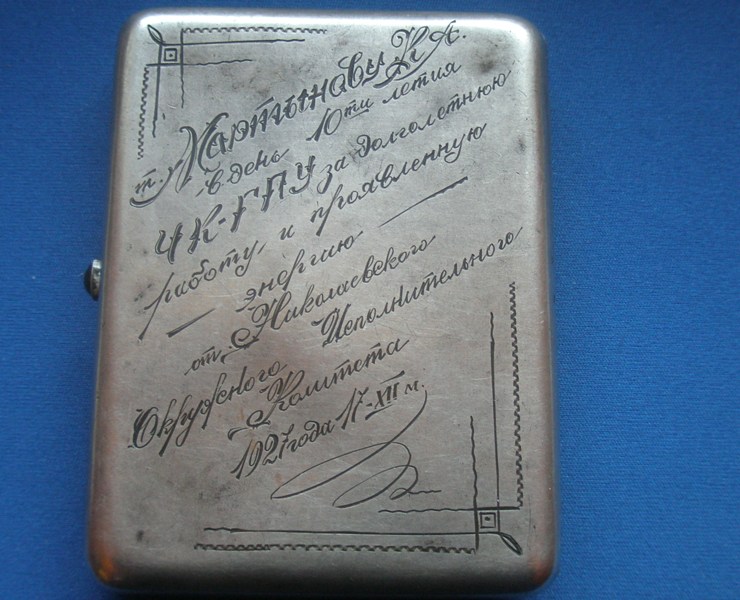 т. Мартынову К. А.
в день 10ти летия
ЧК-ГПУ за долголетнюю
работу и проявленную
— энергию —
от Николаевского
Окружного Исполнительного
Комитета
1927 года 17-XII м.